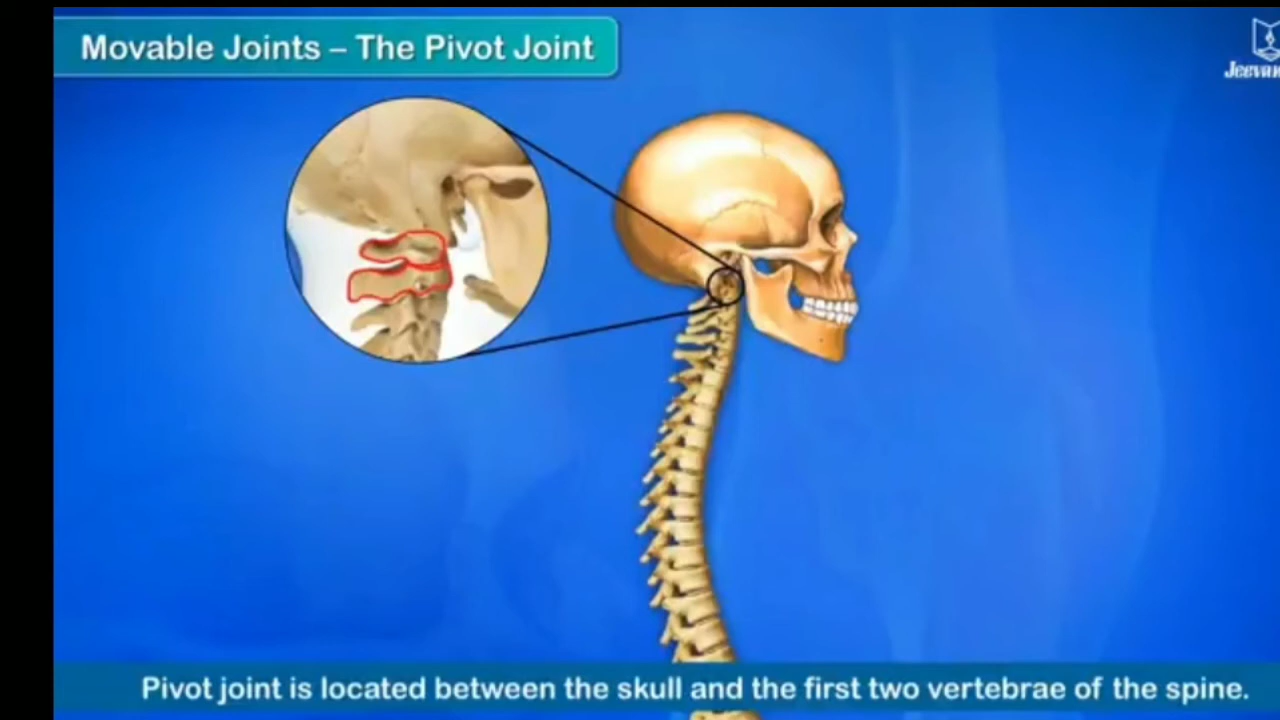 Movable Joints – The Pivot Joint
Pivot joint is located between the skull and the first two vertebrae of the spine.